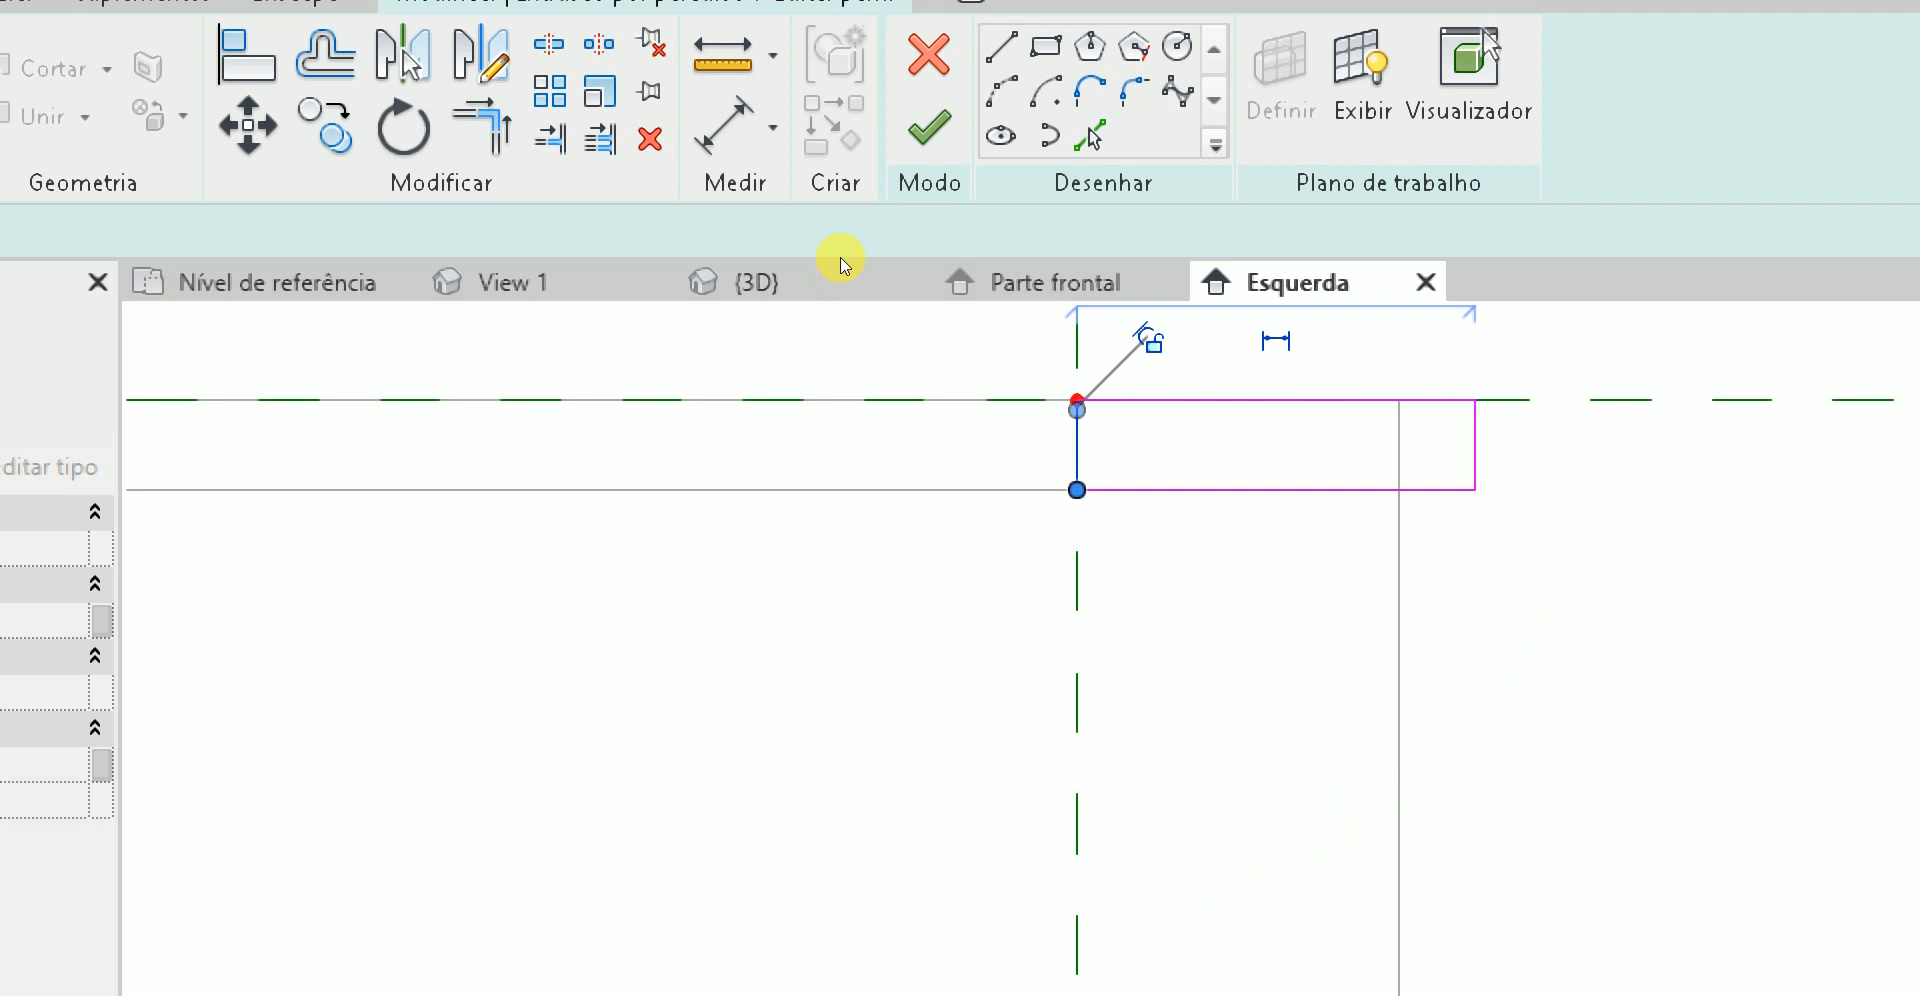 Cortar
Unir
Geometria
Modificar
Medir
Criar
Modo
Desenhar
Definir Exibir Visualizador
Plano de trabalho
Nível de referência
View 1
{3D}
Parte frontal
Esquerda
ditar tipo